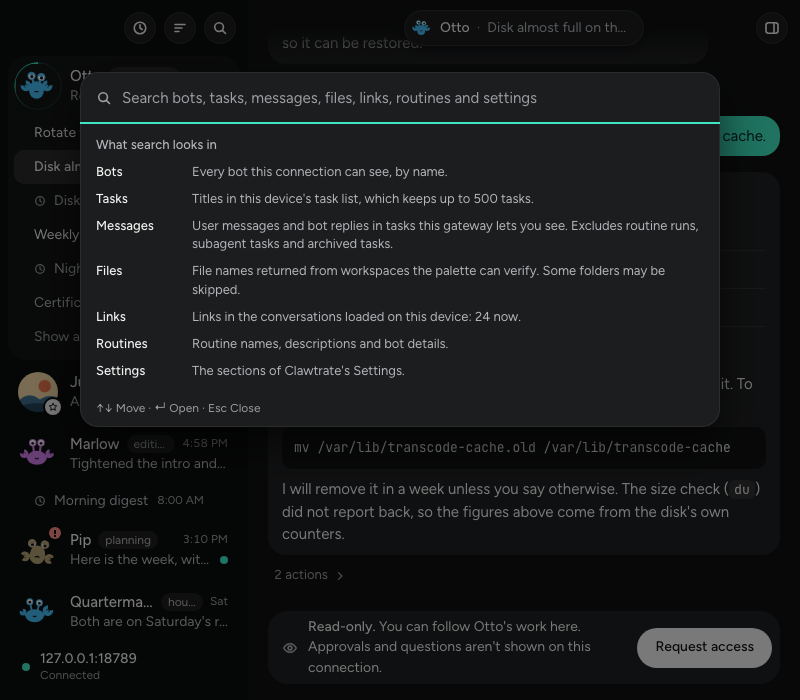 Otto · Disk almost full on th…
so it can be restored.
Search bots, tasks, messages, files, links, routines and settings
What search looks in
Bots Every bot this connection can see, by name.
Tasks Titles in this device's task list, which keeps up to 500 tasks.
Messages User messages and bot replies in tasks this gateway lets you see. Excludes routine runs,
subagent tasks and archived tasks.
Files File names returned from workspaces the palette can verify. Some folders may be
skipped.
Links Links in the conversations loaded on this device: 24 now.
Routines Routine names, descriptions and bot details.
Settings The sections of Clawtrate's Settings.
↑↓ Move · ↵ Open · Esc Close
Rotate
Disk
Weekly
Show
cache.
it. To
Marlow editi… 4:58 PM
Tightened the intro and…
Morning digest 8:00 AM
Pip planning 3:10 PM
Here is the week, wit…
Quarterma… hou… Sat
Both are on Saturday's r…
127.0.0.1:18789
Connected
mv /var/lib/transcode-cache.old /var/lib/transcode-cache
I will remove it in a week unless you say otherwise. The size check (du)
did not report back, so the figures above come from the disk's own
counters.
2 actions
Read-only. You can follow Otto's work here.
Approvals and questions aren't shown on this
connection.
Request access